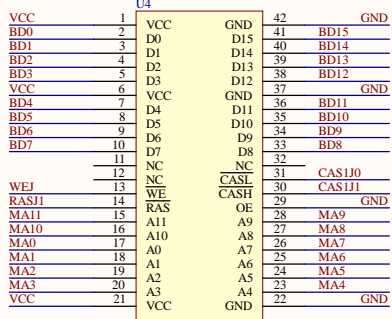 U4
VCC 1 VCC GND 42 GND
BD0 2 D0 D15 41 BD15
BD1 3 D1 D14 40 BD14
BD2 4 D2 D13 39 BD13
BD3 5 D3 D12 38 BD12
VCC 6 VCC GND 37 GND
BD4 7 D4 D11 36 BD11
BD5 8 D5 D10 35 BD10
BD6 9 D6 D9 34 BD9
BD7 10 D7 D8 33 BD8
11 NC NC 32
12 NC CASL 31 CAS1J0
WEJ 13 WE CASH 30 CAS1J1
RASJ1 14 RAS OE 29 GND
MA11 15 A11 A9 28 MA9
MA10 16 A10 A8 27 MA8
MA0 17 A0 A7 26 MA7
MA1 18 A1 A6 25 MA6
MA2 19 A2 A5 24 MA5
MA3 20 A3 A4 23 MA4
VCC 21 VCC GND 22 GND